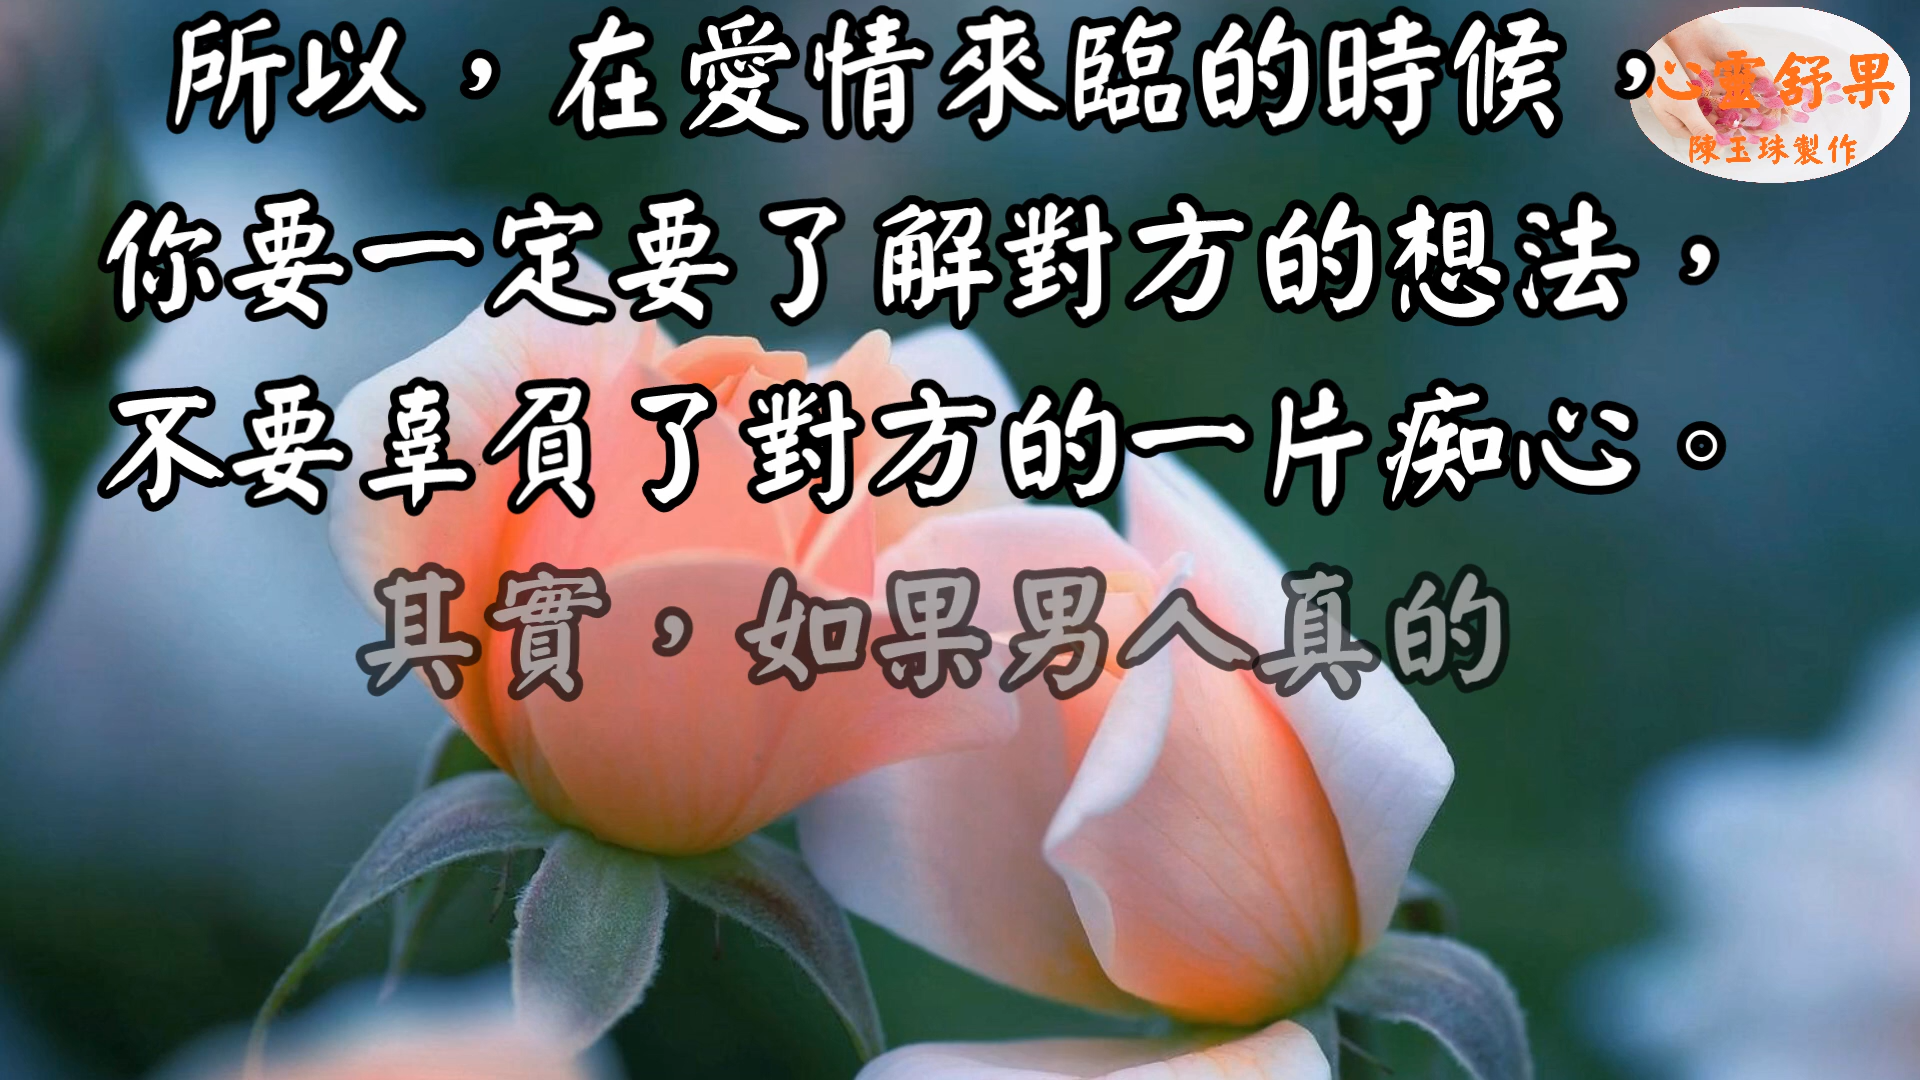 所以，在愛情來臨的時候，
你要一定要了解對方的想法，
不要辜負了對方的一片痴心。
其實，如果男人真的
心靈舒果
陳玉珠製作